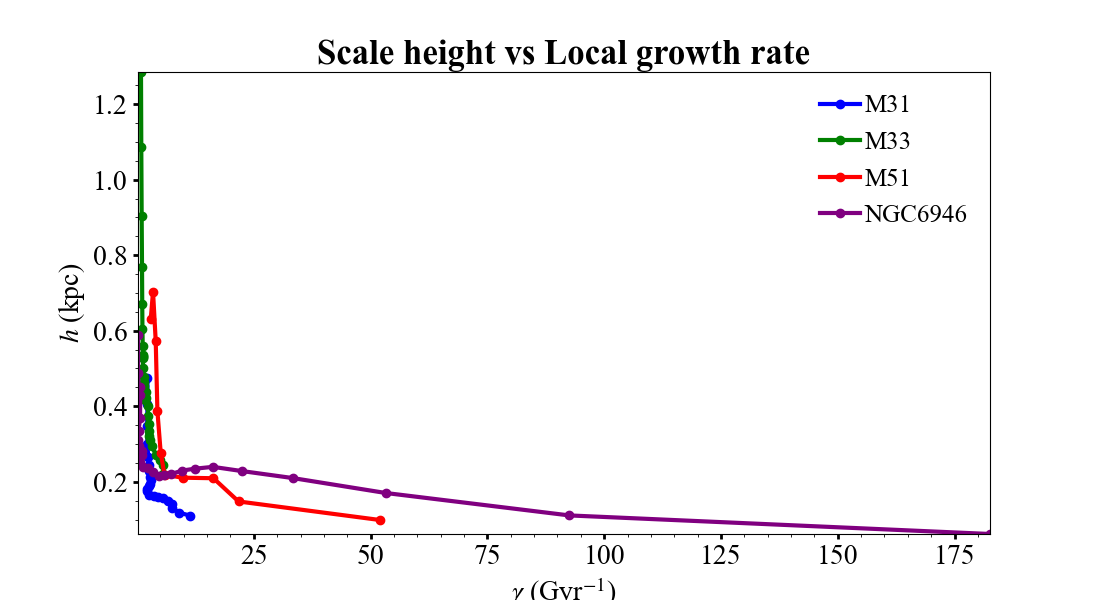 Scale height vs Local growth rate
M31
M33
M51
NGC6946
h (kpc)
1.2
1.0
0.8
0.6
0.4
0.2
25
50
75
100
125
150
175
γ (Gyr⁻¹)